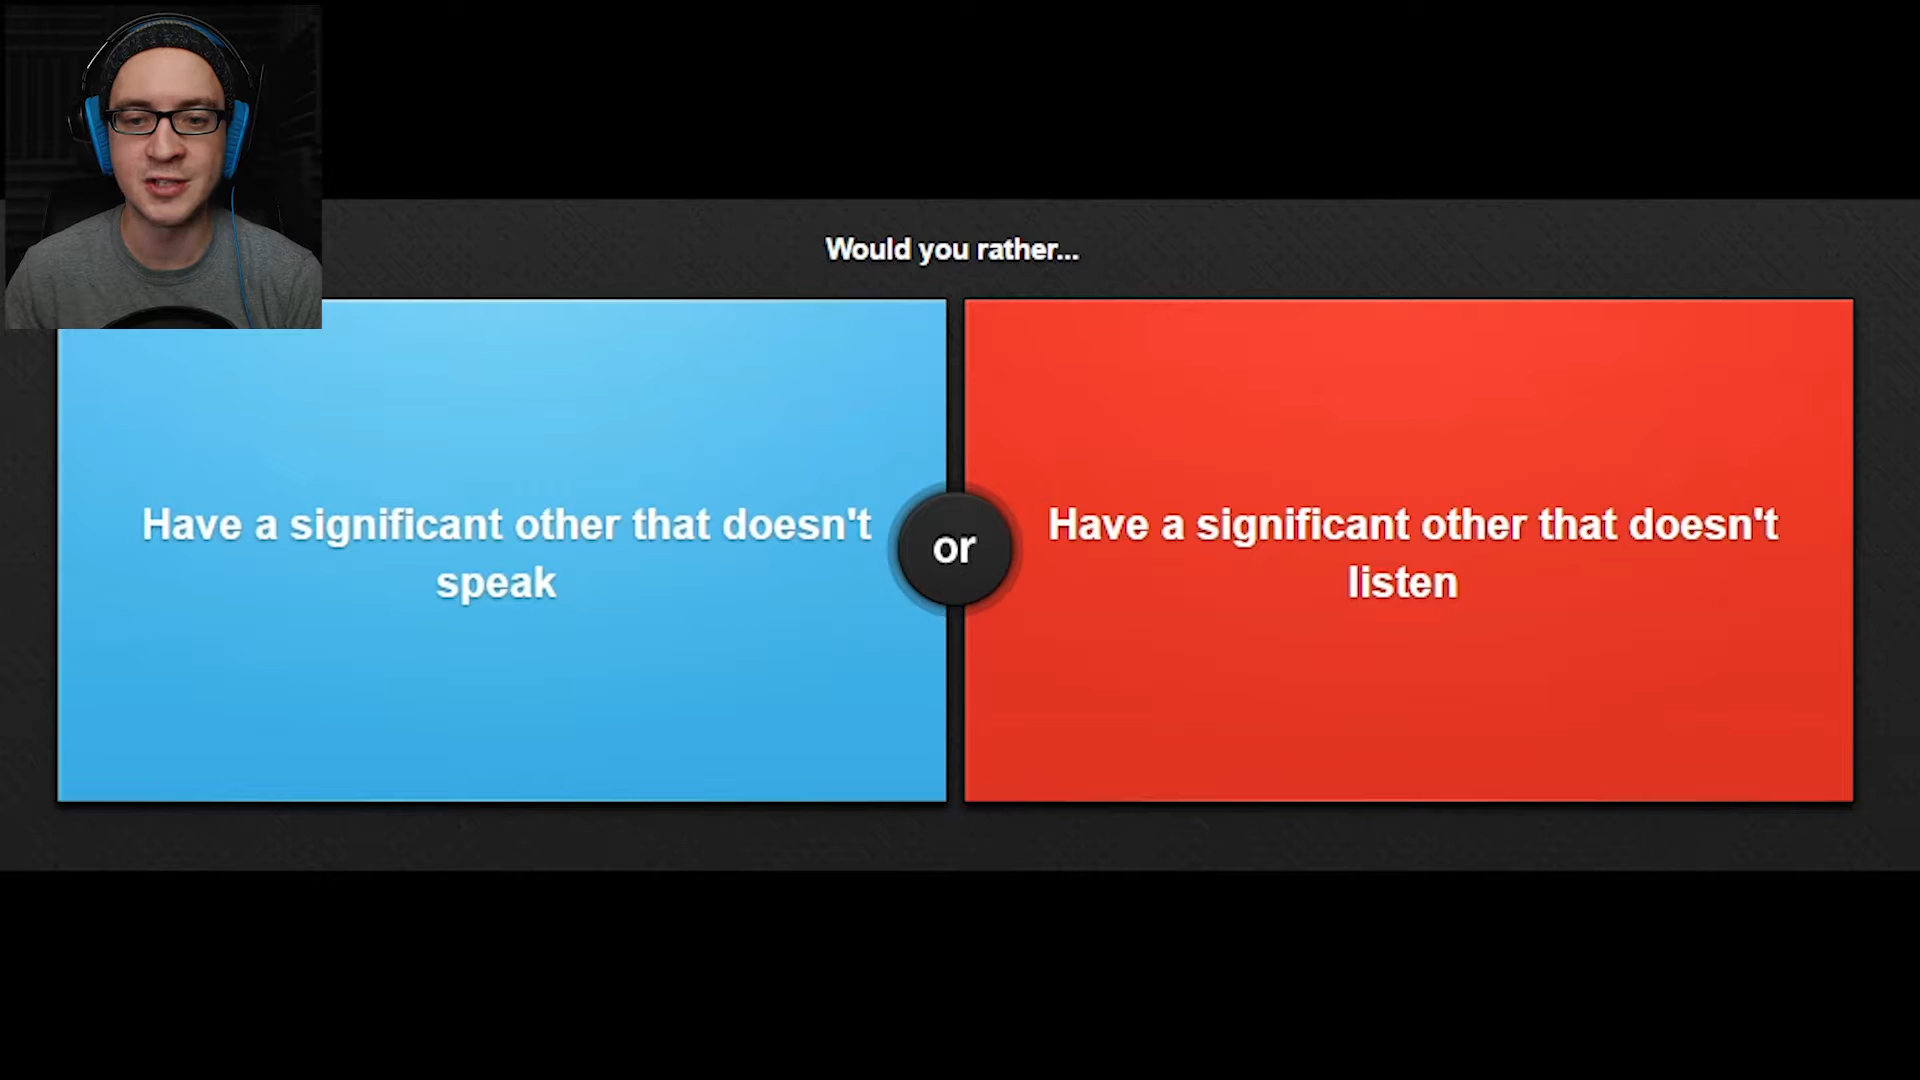 Would you rather...
Have a significant other that doesn't
speak
or
Have a significant other that doesn't
listen